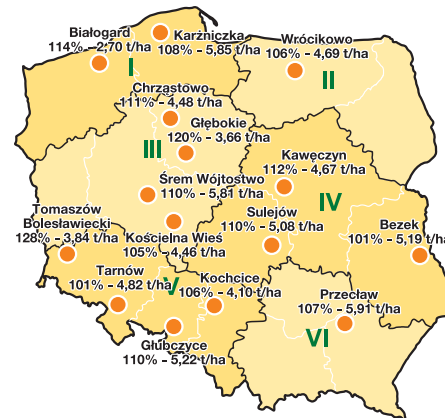 Białogard
114% - 2,70 t/ha
Karżniczka
108% - 5,85 t/ha
Wrócikowo
106% - 4,69 t/ha
I
II
Chrząstowo
111% - 4,48 t/ha
Głębokie
120% - 3,66 t/ha
III
Kawęczyn
112% - 4,67 t/ha
Śrem Wójtostwo
110% - 5,81 t/ha
IV
Tomaszów
Bolesławiecki
128% - 3,84 t/ha
Kościelna Wieś
105% - 4,46 t/ha
Sulejów
110% - 5,08 t/ha
Bezek
101% - 5,19 t/ha
Tarnów
101% - 4,82 t/ha
V
Kochcice
106% - 4,10 t/ha
Przecław
107% - 5,91 t/ha
VI
Głubczyce
110% - 5,22 t/ha